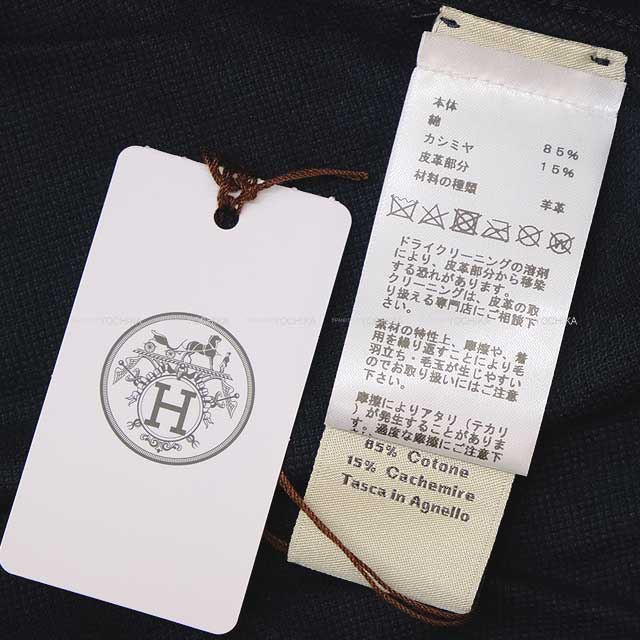 本体
綿 85%
カシミヤ 15%
皮革部分
材料の種類 羊革
ドライクリーニングの溶剤
により、皮革部分から移染
する恐れがあります。
クリーニングは、皮革の取
り扱える専門店にご相談下
さい。
素材の特性上、摩擦や、着
用を繰り返すことにより毛
羽立ち・毛玉が生じやすい
のでお取り扱いにはご注意
下さい。
摩擦によりアタリ(テカリ
)が発生することがありま
す。過度な摩擦にご注意下
85% Cotone
15% Cachemire
Tasca in Agnello
H
YOCHIKA